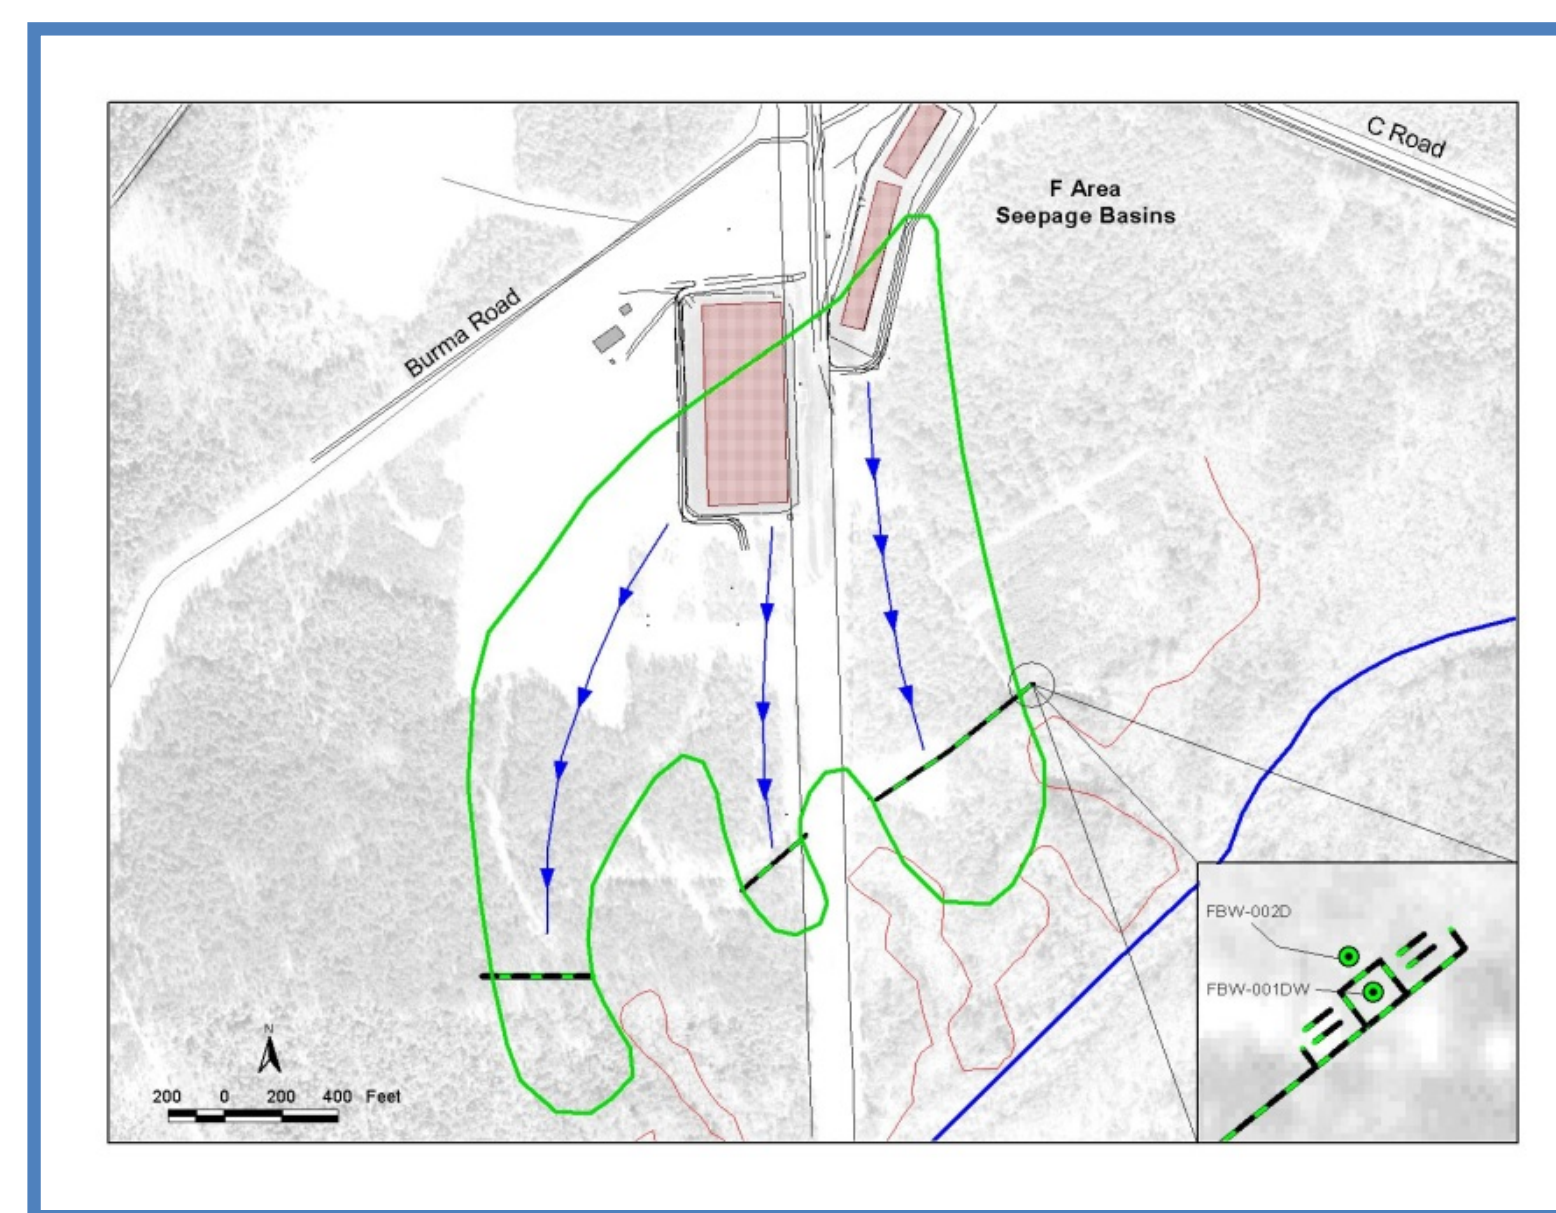 C Road
F Area
Seepage Basins
Burma Road
FBW-002D
FBW-001DW
N
200 0 200 400 Feet